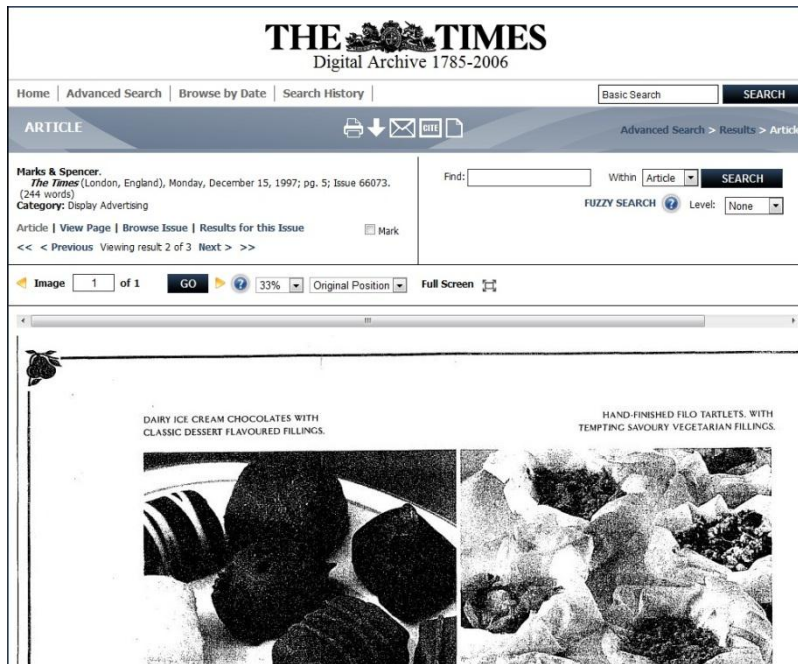 THE TIMES
Digital Archive 1785-2006
Home | Advanced Search | Browse by Date | Search History |
Basic Search SEARCH
ARTICLE
CITE
Advanced Search > Results > Article
Marks & Spencer.
The Times (London, England), Monday, December 15, 1997; pg. 5; Issue 66073.
(244 words)
Category: Display Advertising
Article | View Page | Browse Issue | Results for this Issue
Mark
<< < Previous Viewing result 2 of 3 Next > >>
Find: Within Article SEARCH
FUZZY SEARCH ? Level: None
Image 1 of 1 GO ? 33% Original Position Full Screen
DAIRY ICE CREAM CHOCOLATES WITH
CLASSIC DESSERT FLAVOURED FILLINGS.
HAND-FINISHED FILO TARTLETS, WITH
TEMPTING SAVOURY VEGETARIAN FILLINGS.